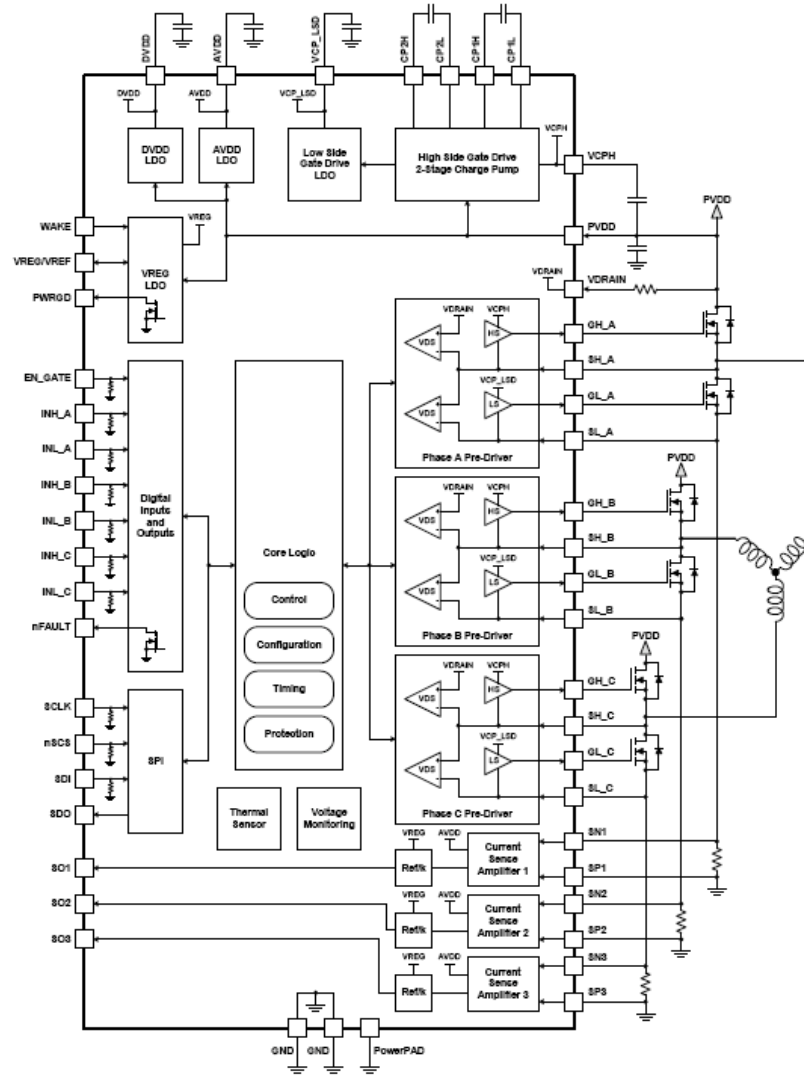 DVDD
AVDD
VCP_LSD
CP2H
CP2L
CP1H
CP1L
DVDD
AVDD
VCP_LSD
VCPH
DVDD
LDO
AVDD
LDO
Low Side
Gate Drive
LDO
High Side Gate Drive
2-Stage Charge Pump
VCPH
PVDD
PVDD
WAKE
VREG/VREF
PWRGD
VREG
VREG
LDO
VDRAIN
VDRAIN
EN_GATE
INH_A
INL_A
INH_B
INL_B
INH_C
INL_C
nFAULT
Digital
Inputs
and
Outputs
Core Logic
Control
Configuration
Timing
Protection
VDRAIN
VCPH
VDS
HS
VCP_LSD
VDS
LS
Phase A Pre-Driver
GH_A
SH_A
GL_A
SL_A
PVDD
VDRAIN
VCPH
VDS
HS
VCP_LSD
VDS
LS
Phase B Pre-Driver
GH_B
SH_B
GL_B
SL_B
PVDD
VDRAIN
VCPH
VDS
HS
VCP_LSD
VDS
LS
Phase C Pre-Driver
GH_C
SH_C
GL_C
SL_C
SCLK
nSCS
SDI
SDO
SPI
Thermal
Sensor
Voltage
Monitoring
SO1
SO2
SO3
VREG
AVDD
Ref/k
Current
Sense
Amplifier 1
SN1
SP1
VREG
AVDD
Ref/k
Current
Sense
Amplifier 2
SN2
SP2
VREG
AVDD
Ref/k
Current
Sense
Amplifier 3
SN3
SP3
GND
GND
PowerPAD